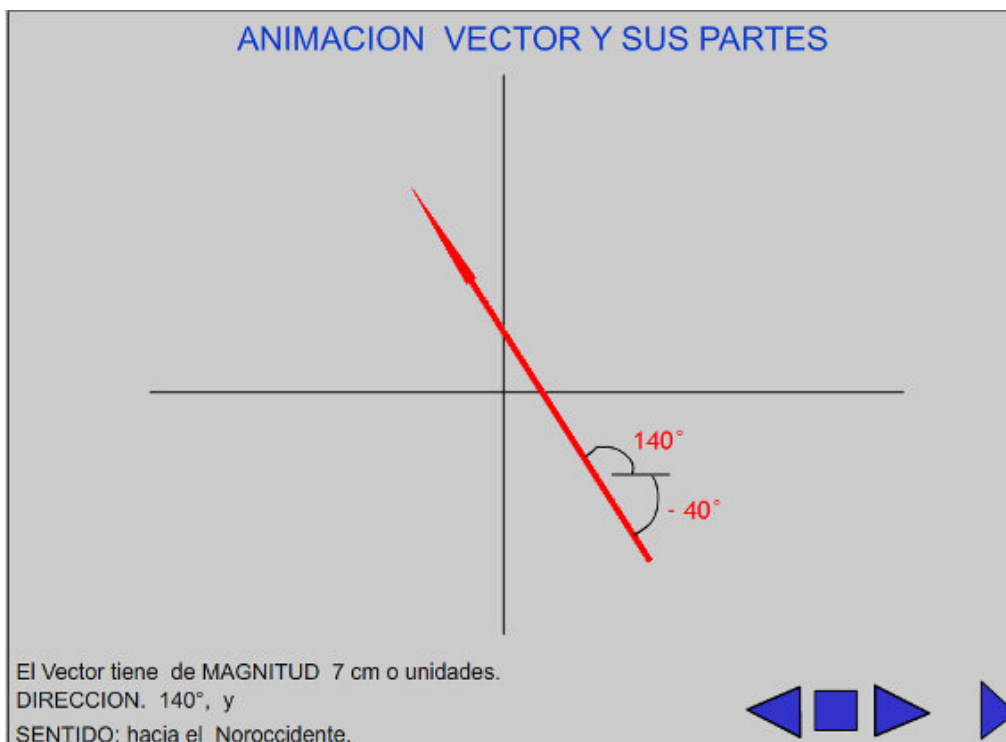 ANIMACION VECTOR Y SUS PARTES
140°
- 40°
El Vector tiene de MAGNITUD 7 cm o unidades.
DIRECCION. 140°, y
SENTIDO: hacia el Noroccidente.